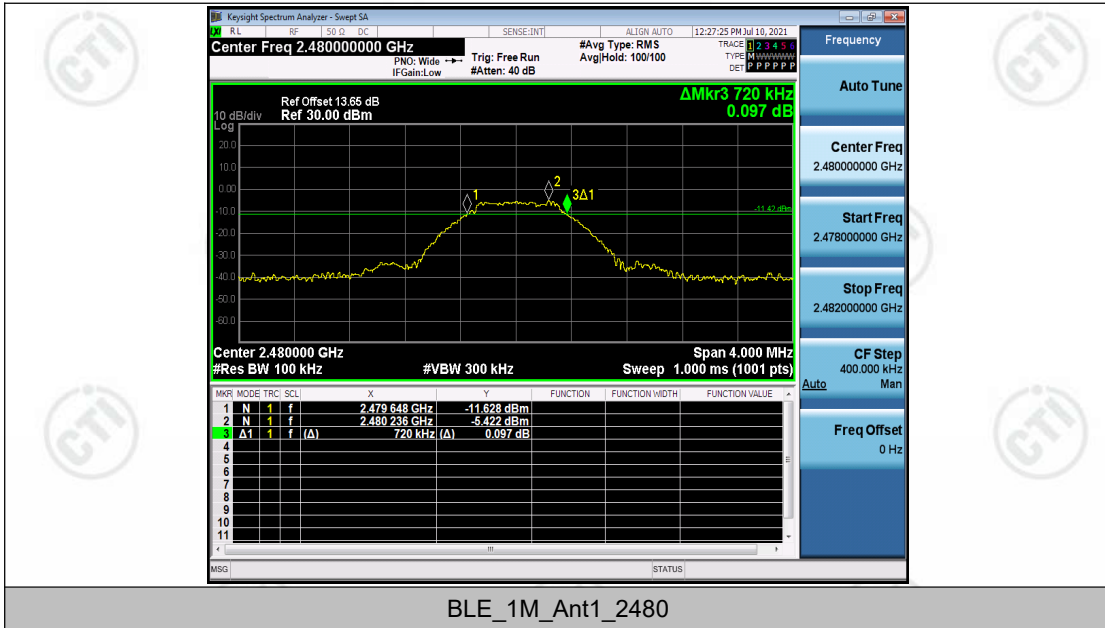 Keysight Spectrum Analyzer - Swept SA
RL RF 50 Ω DC SENSE:INT ALIGN AUTO 12:27:25 PM Jul 10, 2021
Center Freq 2.480000000 GHz
PNO: Wide
IFGain:Low
Trig: Free Run
#Atten: 40 dB
#Avg Type: RMS
Avg|Hold: 100/100
TRACE 1 2 3 4 5 6
TYPE M W W W W W
DET P P P P P P
Ref Offset 13.65 dB
10 dB/div Ref 30.00 dBm
Log
ΔMkr3 720 kHz
0.097 dB
20.0
10.0
0.00
-10.0
-20.0
-30.0
-40.0
-50.0
-60.0
1
2
3Δ1
-11.42 dBm
Center 2.480000 GHz Span 4.000 MHz
#Res BW 100 kHz #VBW 300 kHz Sweep 1.000 ms (1001 pts)
MKR MODE TRC SCL X Y FUNCTION FUNCTION WIDTH FUNCTION VALUE
1 N 1 f 2.479 648 GHz -11.628 dBm
2 N 1 f 2.480 236 GHz -5.422 dBm
3 Δ1 1 f (Δ) 720 kHz (Δ) 0.097 dB
4
5
6
7
8
9
10
11
MSG STATUS
Frequency
Auto Tune
Center Freq
2.480000000 GHz
Start Freq
2.478000000 GHz
Stop Freq
2.482000000 GHz
CF Step
400.000 kHz
Auto Man
Freq Offset
0 Hz
CTI
CTI
CTI
CTI
BLE_1M_Ant1_2480